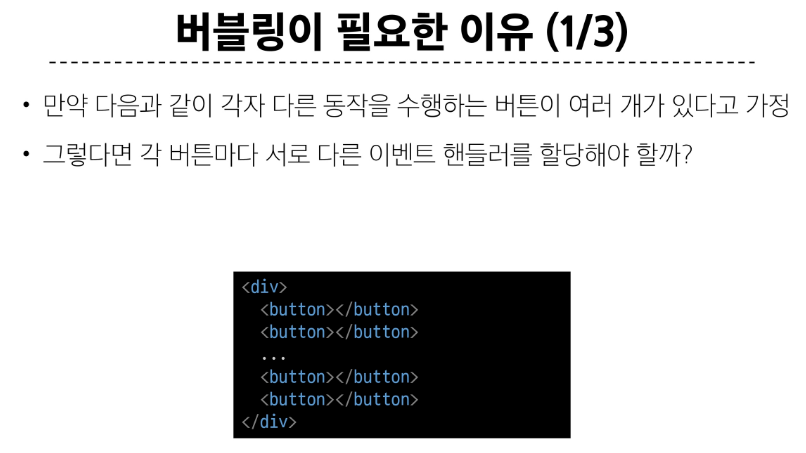 버블링이 필요한 이유 (1/3)
• 만약 다음과 같이 각자 다른 동작을 수행하는 버튼이 여러 개가 있다고 가정
• 그렇다면 각 버튼마다 서로 다른 이벤트 핸들러를 할당해야 할까?
<div>
  <button></button>
  <button></button>
  ...
  <button></button>
  <button></button>
</div>